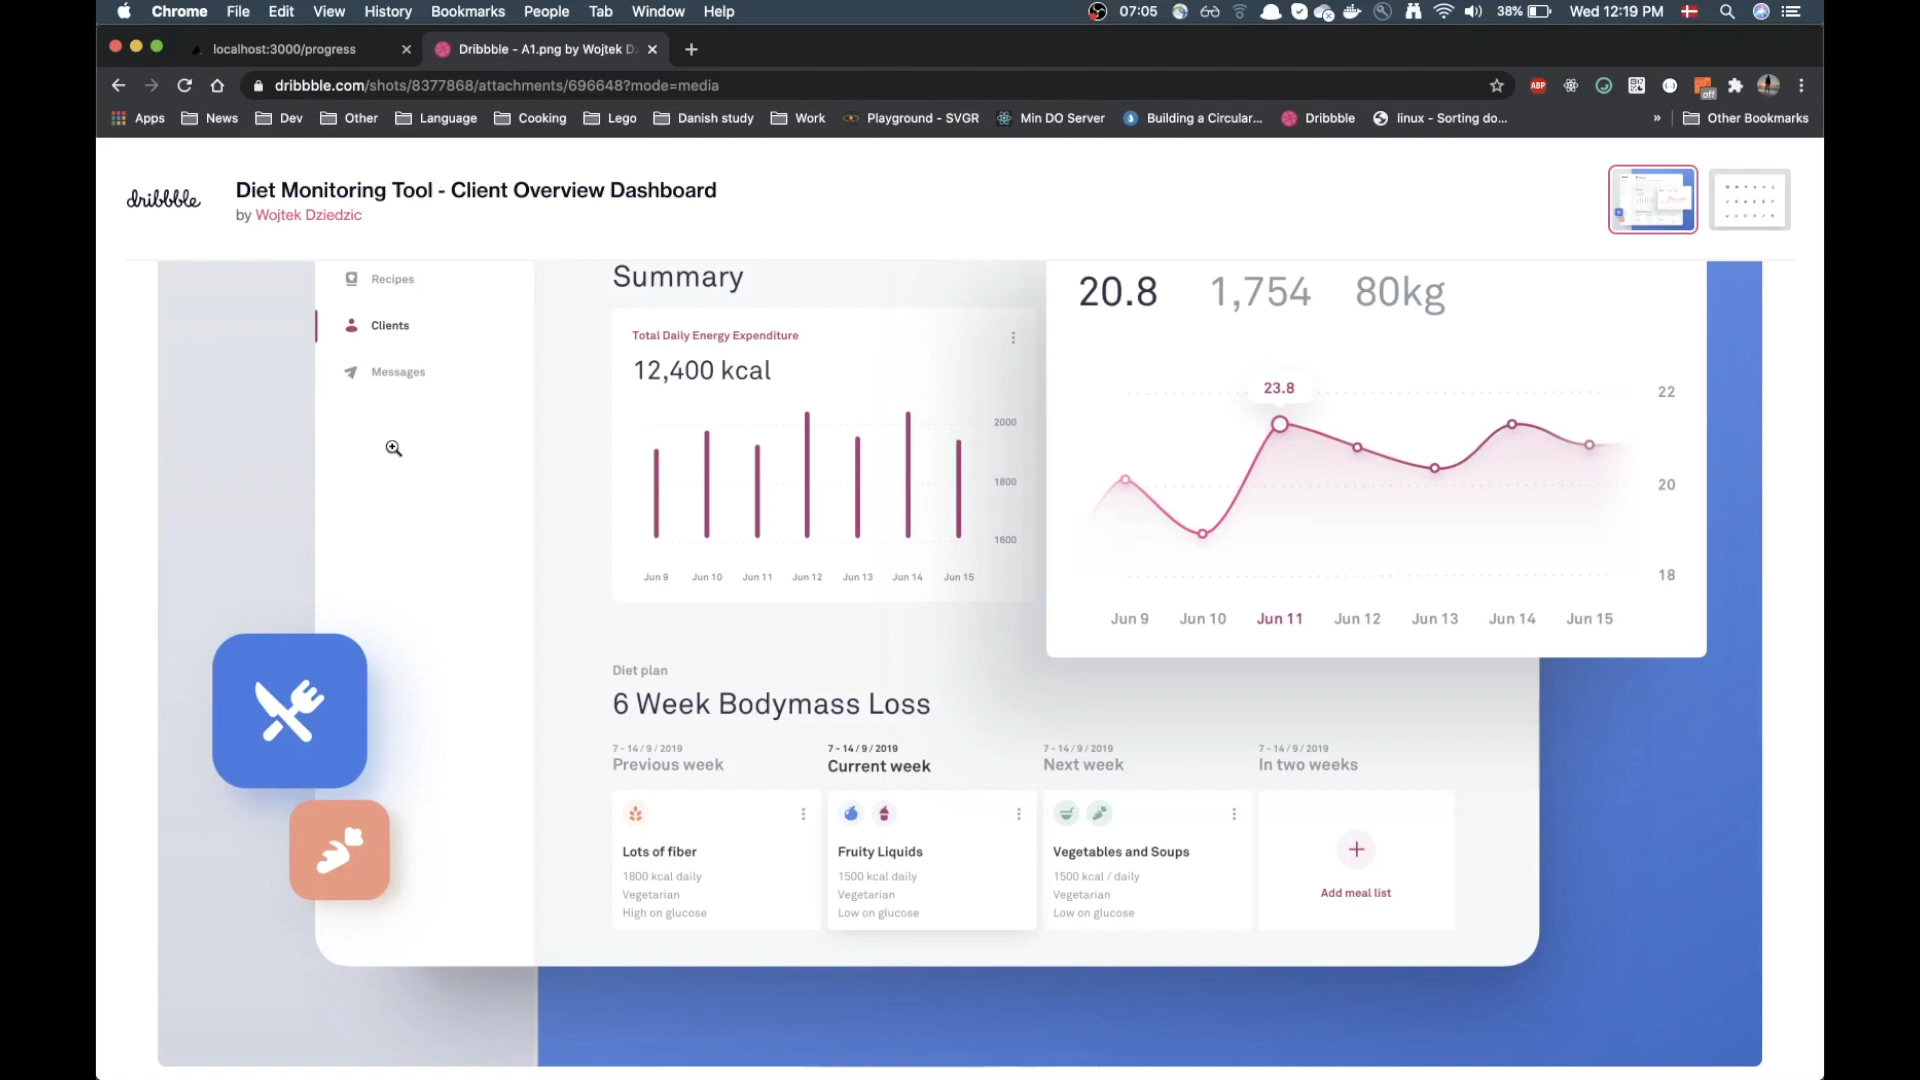 Chrome File Edit View History Bookmarks People Tab Window Help 07:05 38% Wed 12:19 PM
localhost:3000/progress Dribbble - A1.png by Wojtek D
dribbble.com/shots/8377868/attachments/696648?mode=media ABP off
Apps News Dev Other Language Cooking Lego Danish study Work Playground - SVGR Min DO Server Building a Circular... Dribbble linux - Sorting do... » Other Bookmarks
dribbble
Diet Monitoring Tool - Client Overview Dashboard
by Wojtek Dziedzic
Recipes
Clients
Messages
Summary
Total Daily Energy Expenditure
12,400 kcal
2000
1800
1600
Jun 9 Jun 10 Jun 11 Jun 12 Jun 13 Jun 14 Jun 15
20.8 1,754 80kg
23.8
22
20
18
Jun 9 Jun 10 Jun 11 Jun 12 Jun 13 Jun 14 Jun 15
Diet plan
6 Week Bodymass Loss
7 - 14 / 9 / 2019
Previous week
7 - 14 / 9 / 2019
Current week
7 - 14 / 9 / 2019
Next week
7 - 14 / 9 / 2019
In two weeks
Lots of fiber
1800 kcal daily
Vegetarian
High on glucose
Fruity Liquids
1500 kcal daily
Vegetarian
Low on glucose
Vegetables and Soups
1500 kcal / daily
Vegetarian
Low on glucose
Add meal list